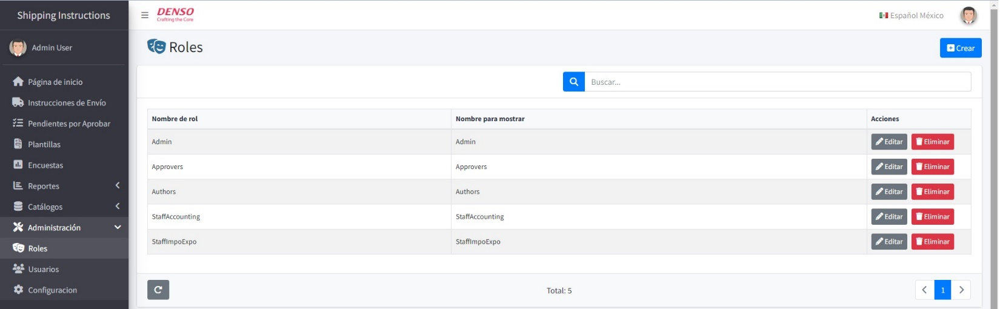 Shipping Instructions
DENSO
Crafting the Core
Español México
Admin User
Roles
Crear
Página de inicio
Instrucciones de Envío
Pendientes por Aprobar
Plantillas
Encuestas
Reportes
Catálogos
Administración
Roles
Usuarios
Configuracion
Buscar...
Nombre de rol Nombre para mostrar Acciones
Admin Admin Editar Eliminar
Approvers Approvers Editar Eliminar
Authors Authors Editar Eliminar
StaffAccounting StaffAccounting Editar Eliminar
StaffImpoExpo StaffImpoExpo Editar Eliminar
Total: 5
1